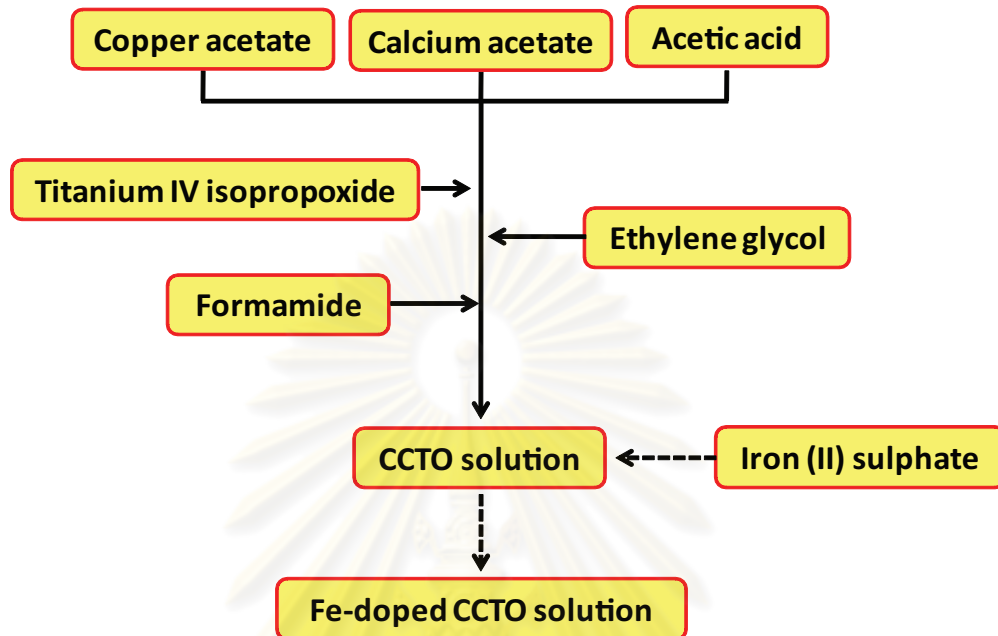 Copper acetate
Calcium acetate
Acetic acid
Titanium IV isopropoxide
Ethylene glycol
Formamide
CCTO solution
Iron (II) sulphate
Fe-doped CCTO solution